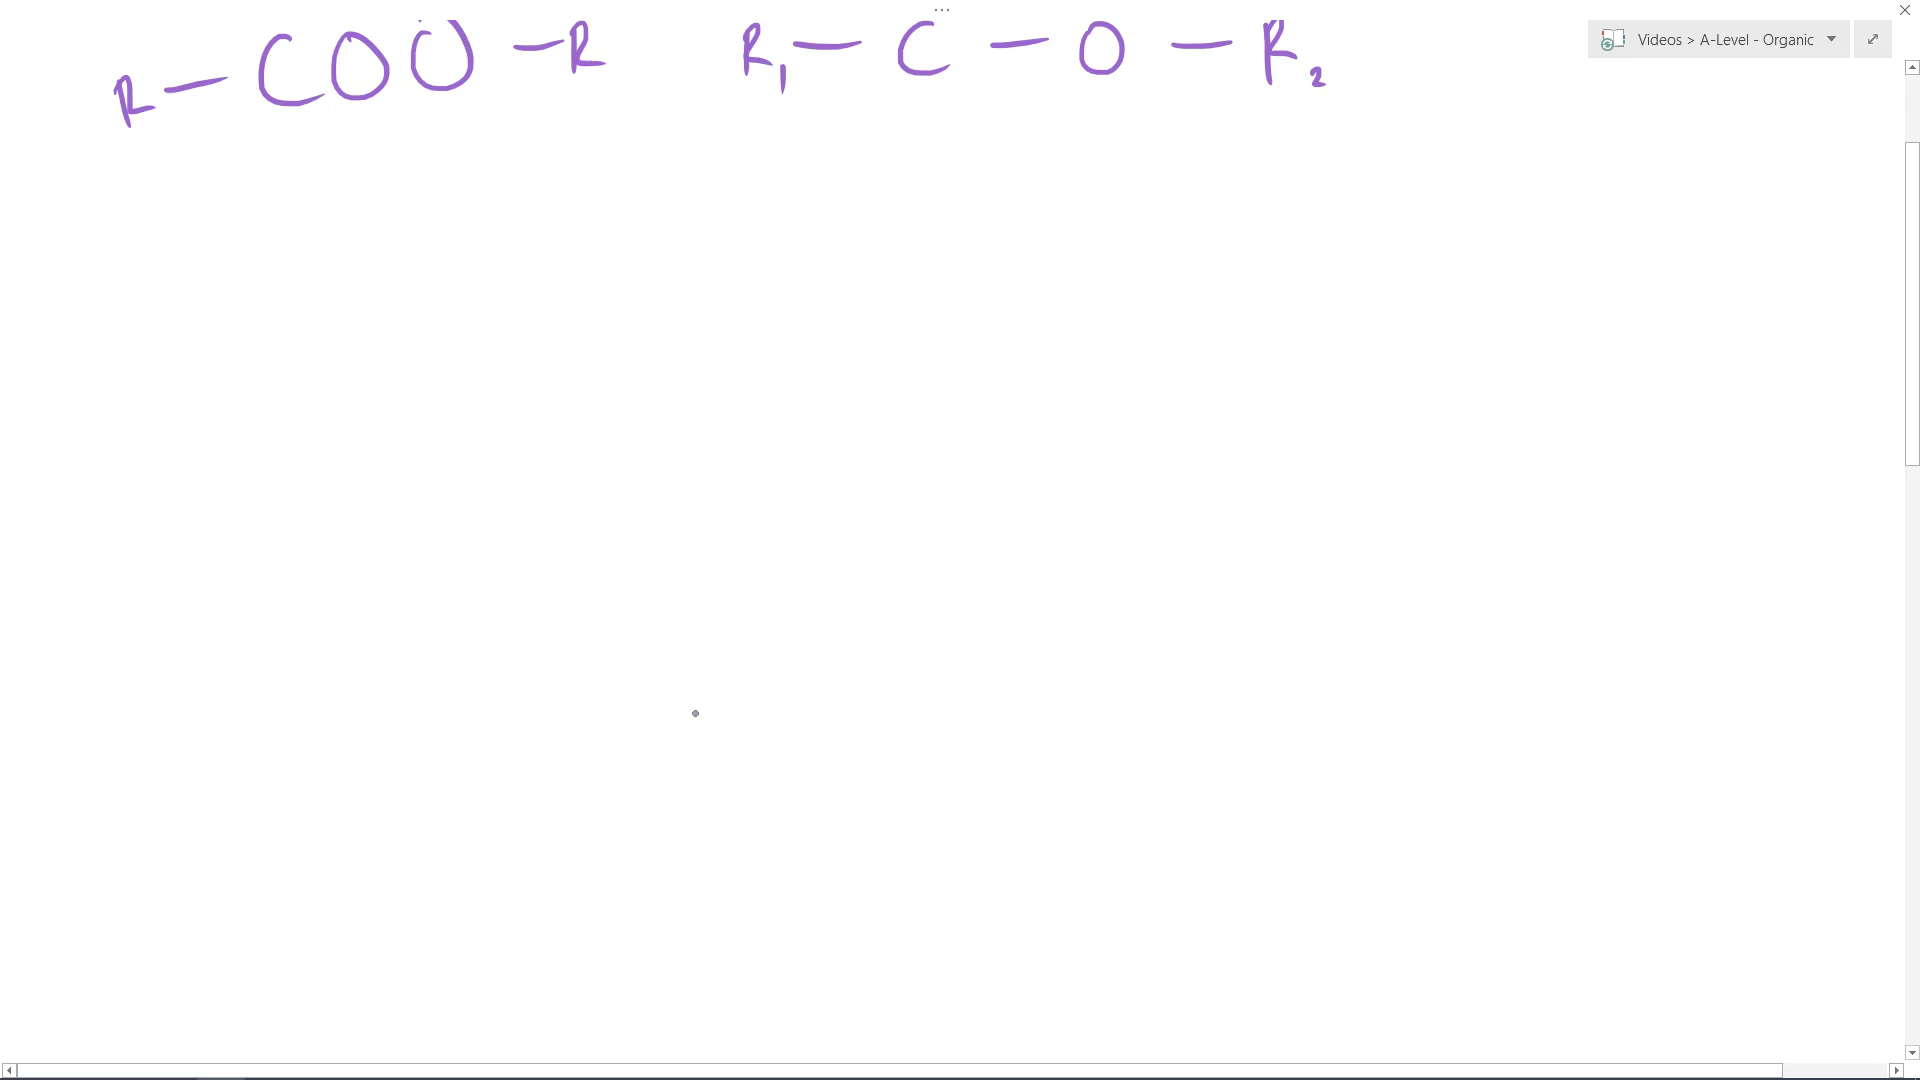 R — COO — R R₁ — C — O — R₂
Videos > A-Level - Organic